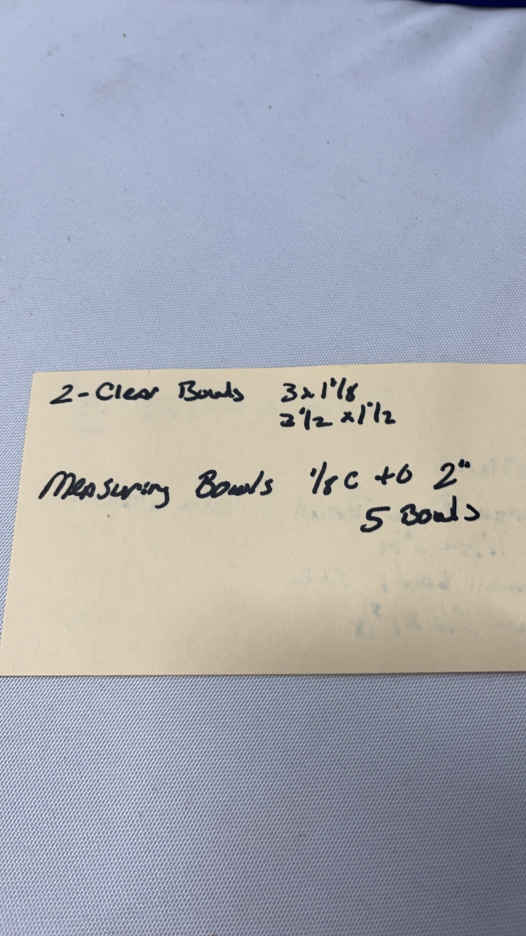 2-Clear Bowls 3x1 1/8
2 1/2 x 1 1/2
Measuring Bowls 1/8 C to 2"
5 Bowls